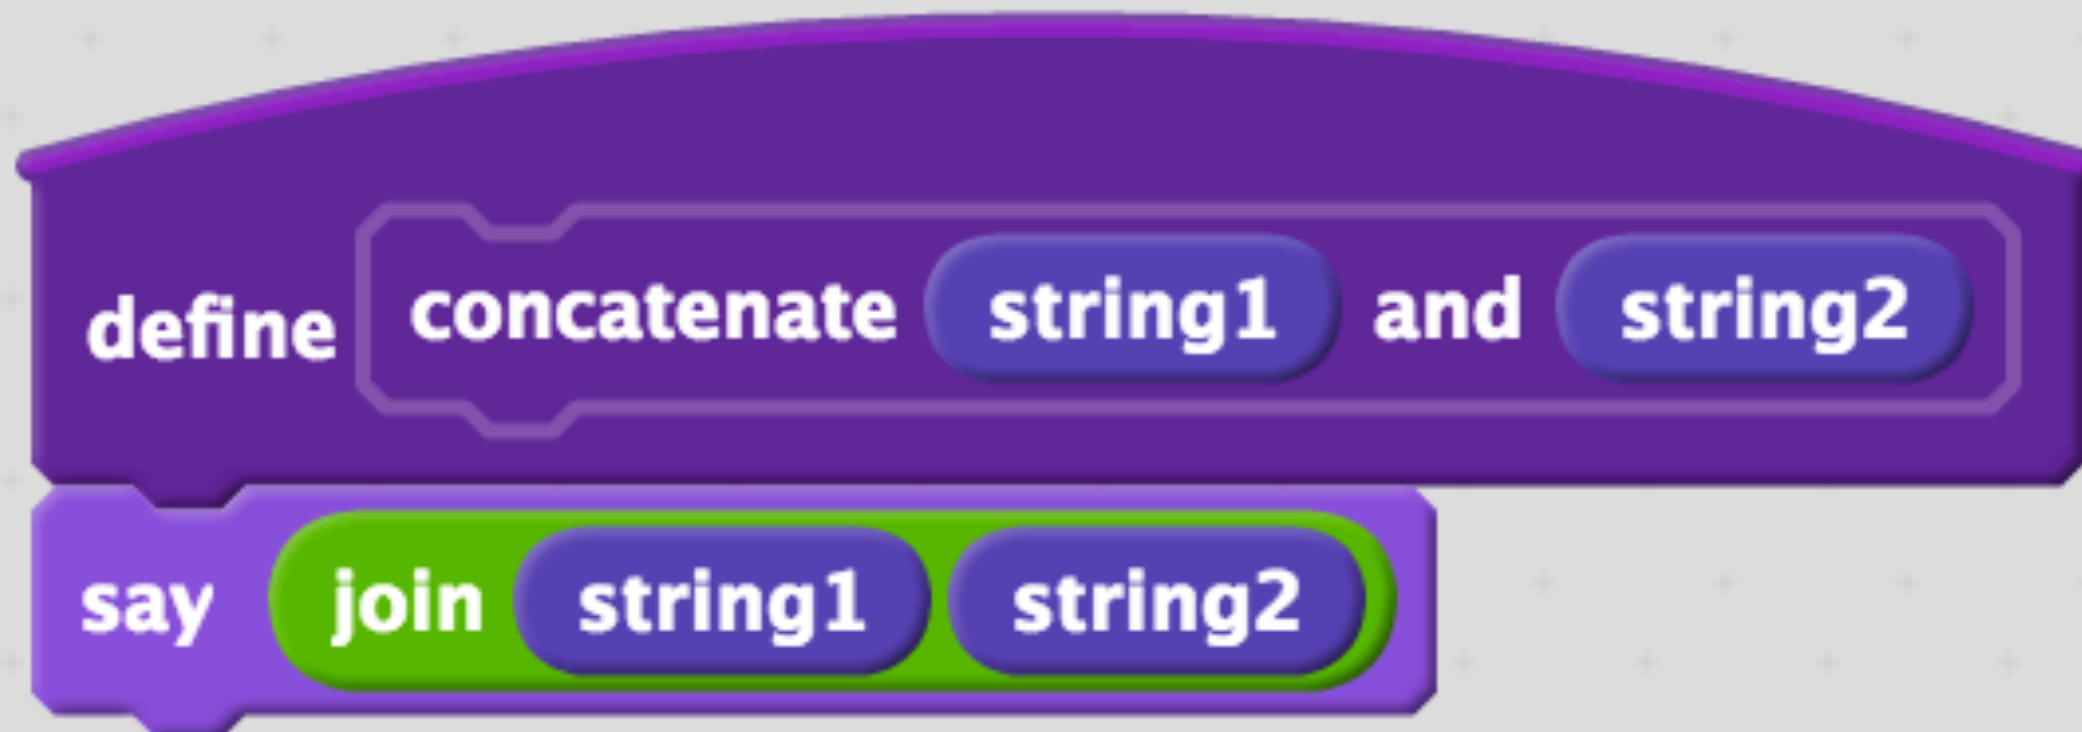 define concatenate string1 and string2
say join string1 string2